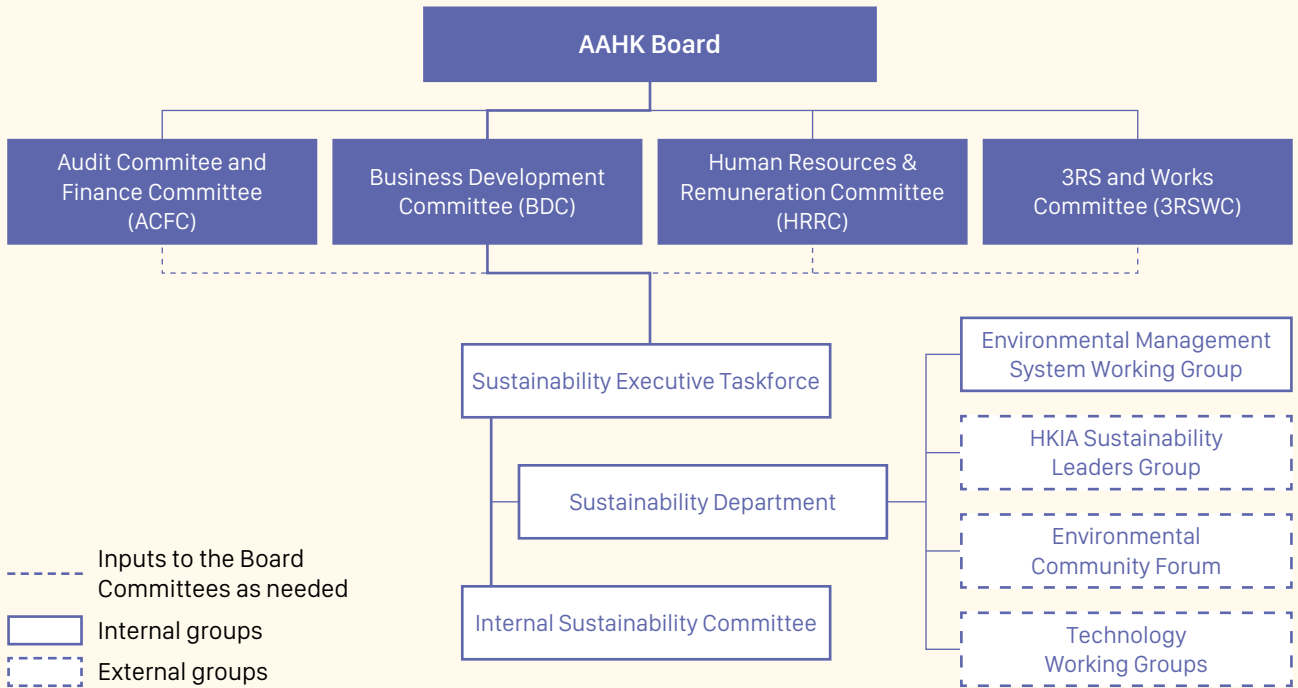 AAHK Board
Audit Commitee and
Finance Committee
(ACFC)
Business Development
Committee (BDC)
Human Resources &
Remuneration Committee
(HRRC)
3RS and Works
Committee (3RSWC)
Sustainability Executive Taskforce
Sustainability Department
Internal Sustainability Committee
Environmental Management
System Working Group
HKIA Sustainability
Leaders Group
Environmental
Community Forum
Technology
Working Groups
Inputs to the Board
Committees as needed
Internal groups
External groups